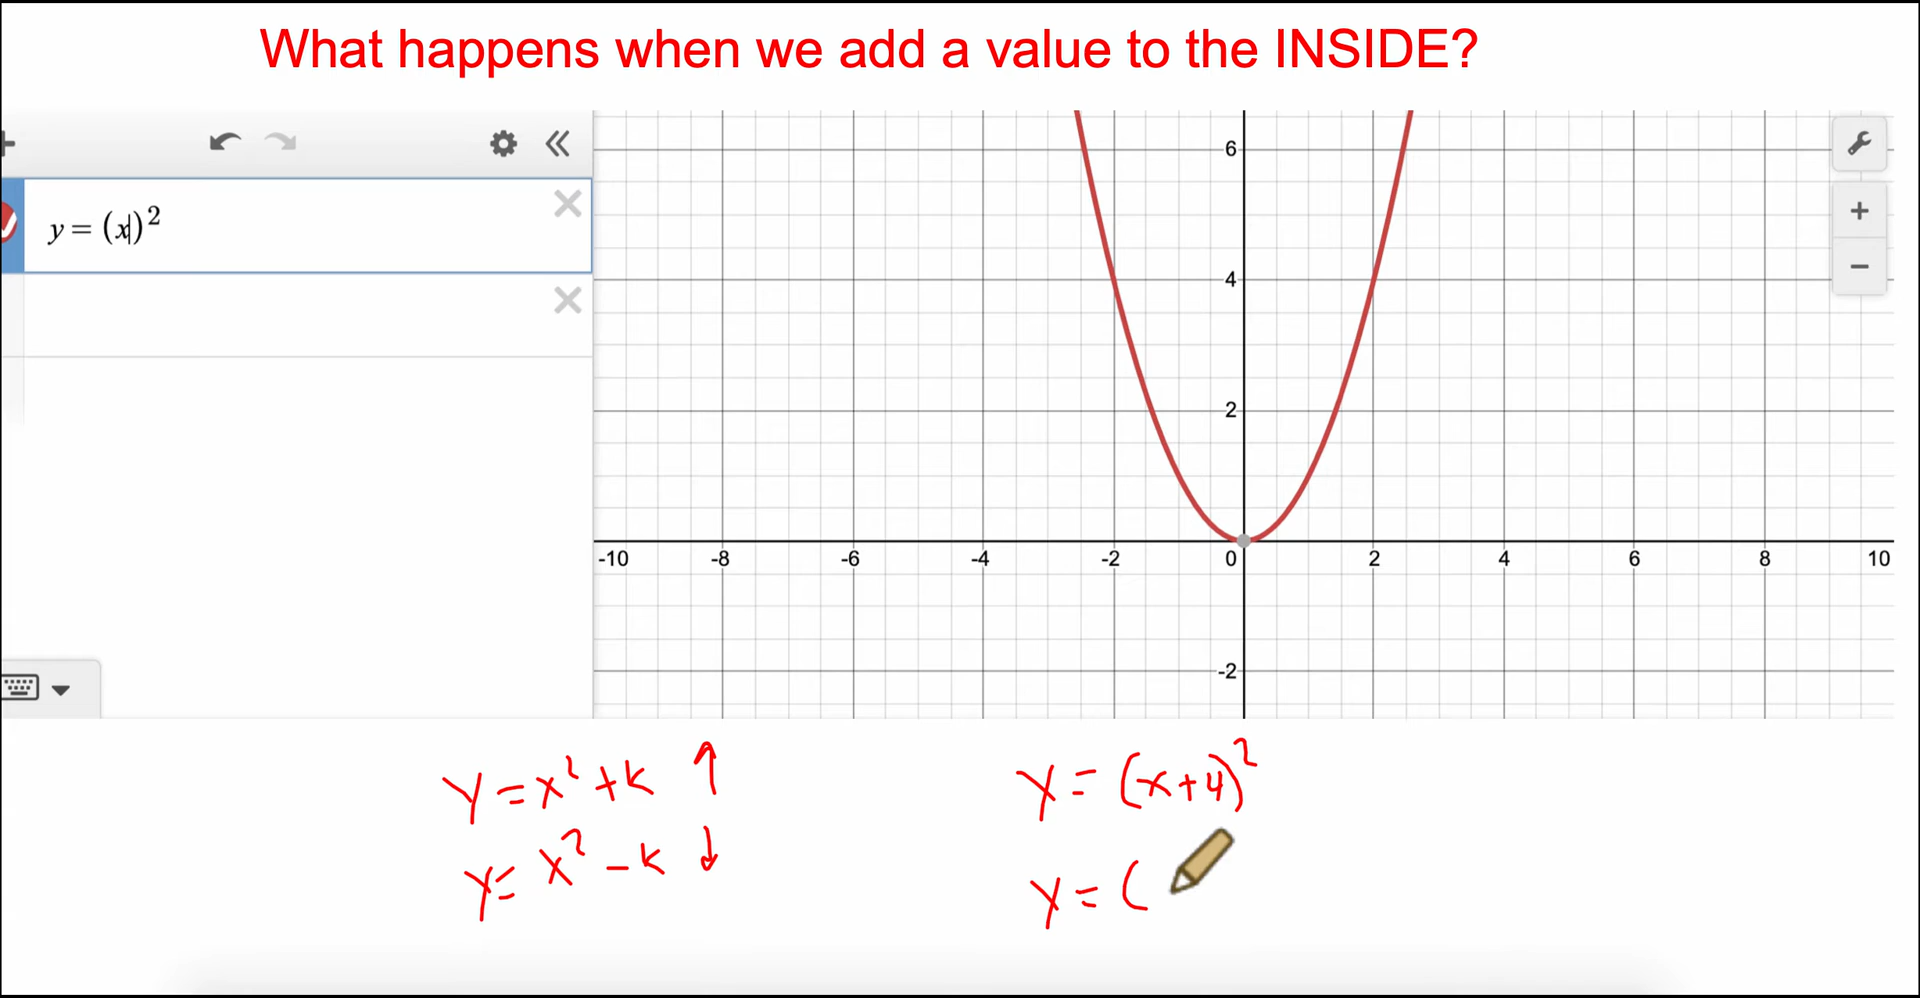 What happens when we add a value to the INSIDE?
y = (x)²
6
4
2
-10 -8 -6 -4 -2 0 2 4 6 8 10
-2
y = x² + k ↑
y = x² - k ↓
y = (x+4)²
y = (